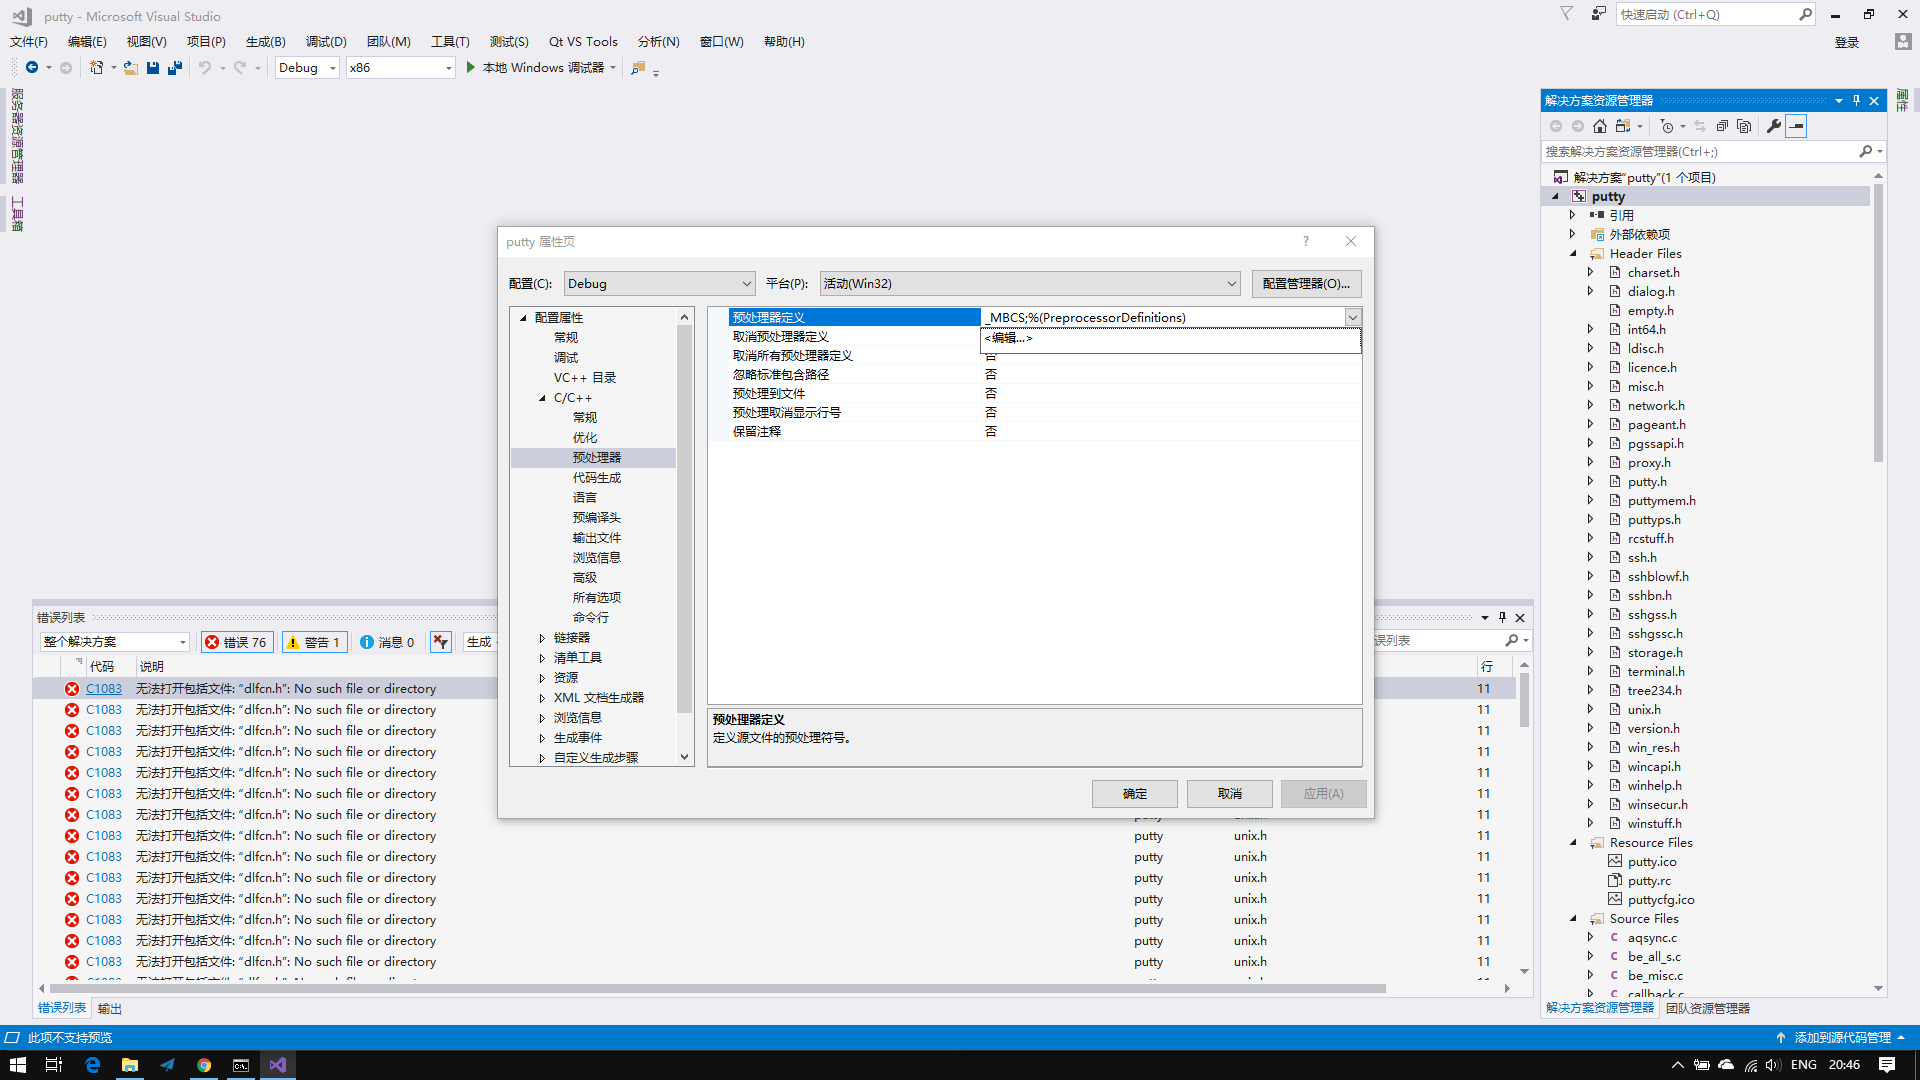 putty - Microsoft Visual Studio
快速启动 (Ctrl+Q)
文件(F) 编辑(E) 视图(V) 项目(P) 生成(B) 调试(D) 团队(M) 工具(T) 测试(S) Qt VS Tools 分析(N) 窗口(W) 帮助(H)
登录
Debug x86 本地 Windows 调试器
服务器资源管理器
工具箱
属性
解决方案资源管理器
搜索解决方案资源管理器(Ctrl+;)
解决方案"putty"(1 个项目)
putty
引用
外部依赖项
Header Files
charset.h
dialog.h
empty.h
int64.h
ldisc.h
licence.h
misc.h
network.h
pageant.h
pgssapi.h
proxy.h
putty.h
puttymem.h
puttyps.h
rcstuff.h
ssh.h
sshblowf.h
sshbn.h
sshgss.h
sshgssc.h
storage.h
terminal.h
tree234.h
unix.h
version.h
win_res.h
wincapi.h
winhelp.h
winsecur.h
winstuff.h
Resource Files
putty.ico
putty.rc
puttycfg.ico
Source Files
aqsync.c
be_all_s.c
be_misc.c
callback.c
解决方案资源管理器 团队资源管理器
putty 属性页
?
配置(C): Debug 平台(P): 活动(Win32) 配置管理器(O)...
配置属性
常规
调试
VC++ 目录
C/C++
常规
优化
预处理器
代码生成
语言
预编译头
输出文件
浏览信息
高级
所有选项
命令行
链接器
清单工具
资源
XML 文档生成器
浏览信息
生成事件
自定义生成步骤
预处理器定义 _MBCS;%(PreprocessorDefinitions)
取消预处理器定义 <编辑...>
取消所有预处理器定义 否
忽略标准包含路径 否
预处理到文件 否
预处理取消显示行号 否
保留注释 否
预处理器定义
定义源文件的预处理符号。
确定 取消 应用(A)
错误列表
整个解决方案 错误 76 警告 1 消息 0 生成 误列表
代码 说明 行
C1083 无法打开包括文件: “dlfcn.h”: No such file or directory 11
C1083 无法打开包括文件: “dlfcn.h”: No such file or directory 11
C1083 无法打开包括文件: “dlfcn.h”: No such file or directory 11
C1083 无法打开包括文件: “dlfcn.h”: No such file or directory 11
C1083 无法打开包括文件: “dlfcn.h”: No such file or directory 11
C1083 无法打开包括文件: “dlfcn.h”: No such file or directory 11
C1083 无法打开包括文件: “dlfcn.h”: No such file or directory putty unix.h 11
C1083 无法打开包括文件: “dlfcn.h”: No such file or directory putty unix.h 11
C1083 无法打开包括文件: “dlfcn.h”: No such file or directory putty unix.h 11
C1083 无法打开包括文件: “dlfcn.h”: No such file or directory putty unix.h 11
C1083 无法打开包括文件: “dlfcn.h”: No such file or directory putty unix.h 11
C1083 无法打开包括文件: “dlfcn.h”: No such file or directory putty unix.h 11
C1083 无法打开包括文件: “dlfcn.h”: No such file or directory putty unix.h 11
C1083 无法打开包括文件: “dlfcn.h”: No such file or directory putty unix.h 11
错误列表 输出
此项不支持预览 添加到源代码管理
ENG 20:46